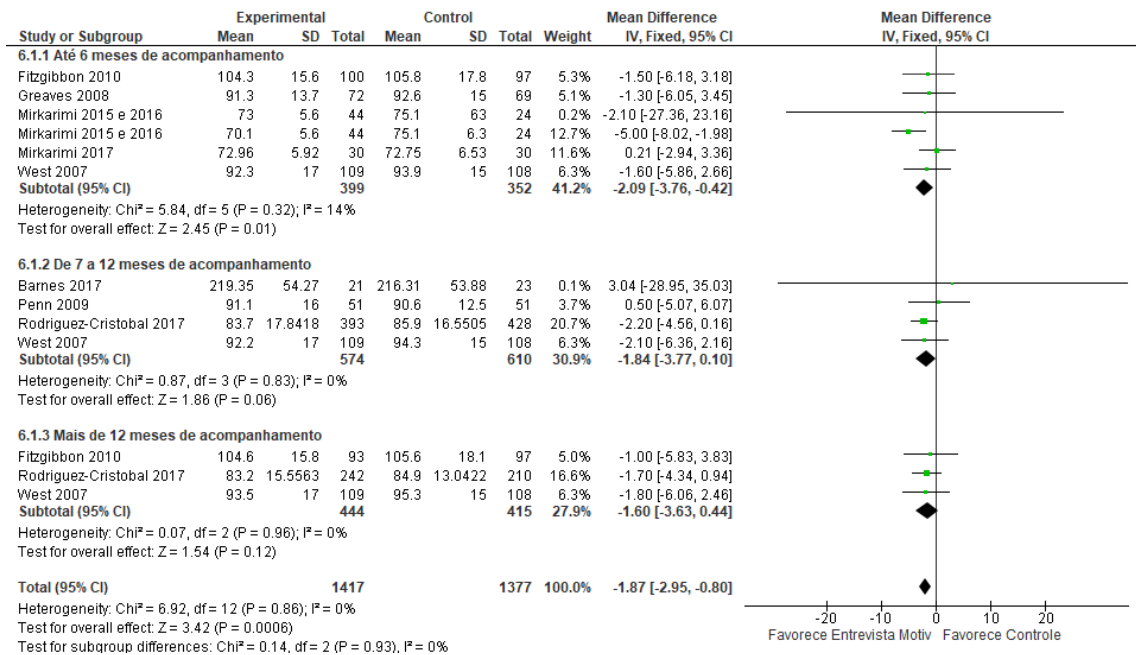 Experimental Control Mean Difference Mean Difference
Study or Subgroup Mean SD Total Mean SD Total Weight IV, Fixed, 95% CI IV, Fixed, 95% CI
6.1.1 Até 6 meses de acompanhamento
Fitzgibbon 2010 104.3 15.6 100 105.8 17.8 97 5.3% -1.50 [-6.18, 3.18]
Greaves 2008 91.3 13.7 72 92.6 15 69 5.1% -1.30 [-6.05, 3.45]
Mirkarimi 2015 e 2016 73 5.6 44 75.1 63 24 0.2% -2.10 [-27.36, 23.16]
Mirkarimi 2015 e 2016 70.1 5.6 44 75.1 6.3 24 12.7% -5.00 [-8.02, -1.98]
Mirkarimi 2017 72.96 5.92 30 72.75 6.53 30 11.6% 0.21 [-2.94, 3.36]
West 2007 92.3 17 109 93.9 15 108 6.3% -1.60 [-5.86, 2.66]
Subtotal (95% CI) 399 352 41.2% -2.09 [-3.76, -0.42]
Heterogeneity: Chi² = 5.84, df = 5 (P = 0.32); I² = 14%
Test for overall effect: Z = 2.45 (P = 0.01)
6.1.2 De 7 a 12 meses de acompanhamento
Barnes 2017 219.35 54.27 21 216.31 53.88 23 0.1% 3.04 [-28.95, 35.03]
Penn 2009 91.1 16 51 90.6 12.5 51 3.7% 0.50 [-5.07, 6.07]
Rodriguez-Cristobal 2017 83.7 17.8418 393 85.9 16.5505 428 20.7% -2.20 [-4.56, 0.16]
West 2007 92.2 17 109 94.3 15 108 6.3% -2.10 [-6.36, 2.16]
Subtotal (95% CI) 574 610 30.9% -1.84 [-3.77, 0.10]
Heterogeneity: Chi² = 0.87, df = 3 (P = 0.83); I² = 0%
Test for overall effect: Z = 1.86 (P = 0.06)
6.1.3 Mais de 12 meses de acompanhamento
Fitzgibbon 2010 104.6 15.8 93 105.6 18.1 97 5.0% -1.00 [-5.83, 3.83]
Rodriguez-Cristobal 2017 83.2 15.5563 242 84.9 13.0422 210 16.6% -1.70 [-4.34, 0.94]
West 2007 93.5 17 109 95.3 15 108 6.3% -1.80 [-6.06, 2.46]
Subtotal (95% CI) 444 415 27.9% -1.60 [-3.63, 0.44]
Heterogeneity: Chi² = 0.07, df = 2 (P = 0.96); I² = 0%
Test for overall effect: Z = 1.54 (P = 0.12)
Total (95% CI) 1417 1377 100.0% -1.87 [-2.95, -0.80]
Heterogeneity: Chi² = 6.92, df = 12 (P = 0.86); I² = 0%
Test for overall effect: Z = 3.42 (P = 0.0006)
Test for subgroup differences: Chi² = 0.14, df = 2 (P = 0.93), I² = 0%
-20 -10 0 10 20
Favorece Entrevista Motiv Favorece Controle